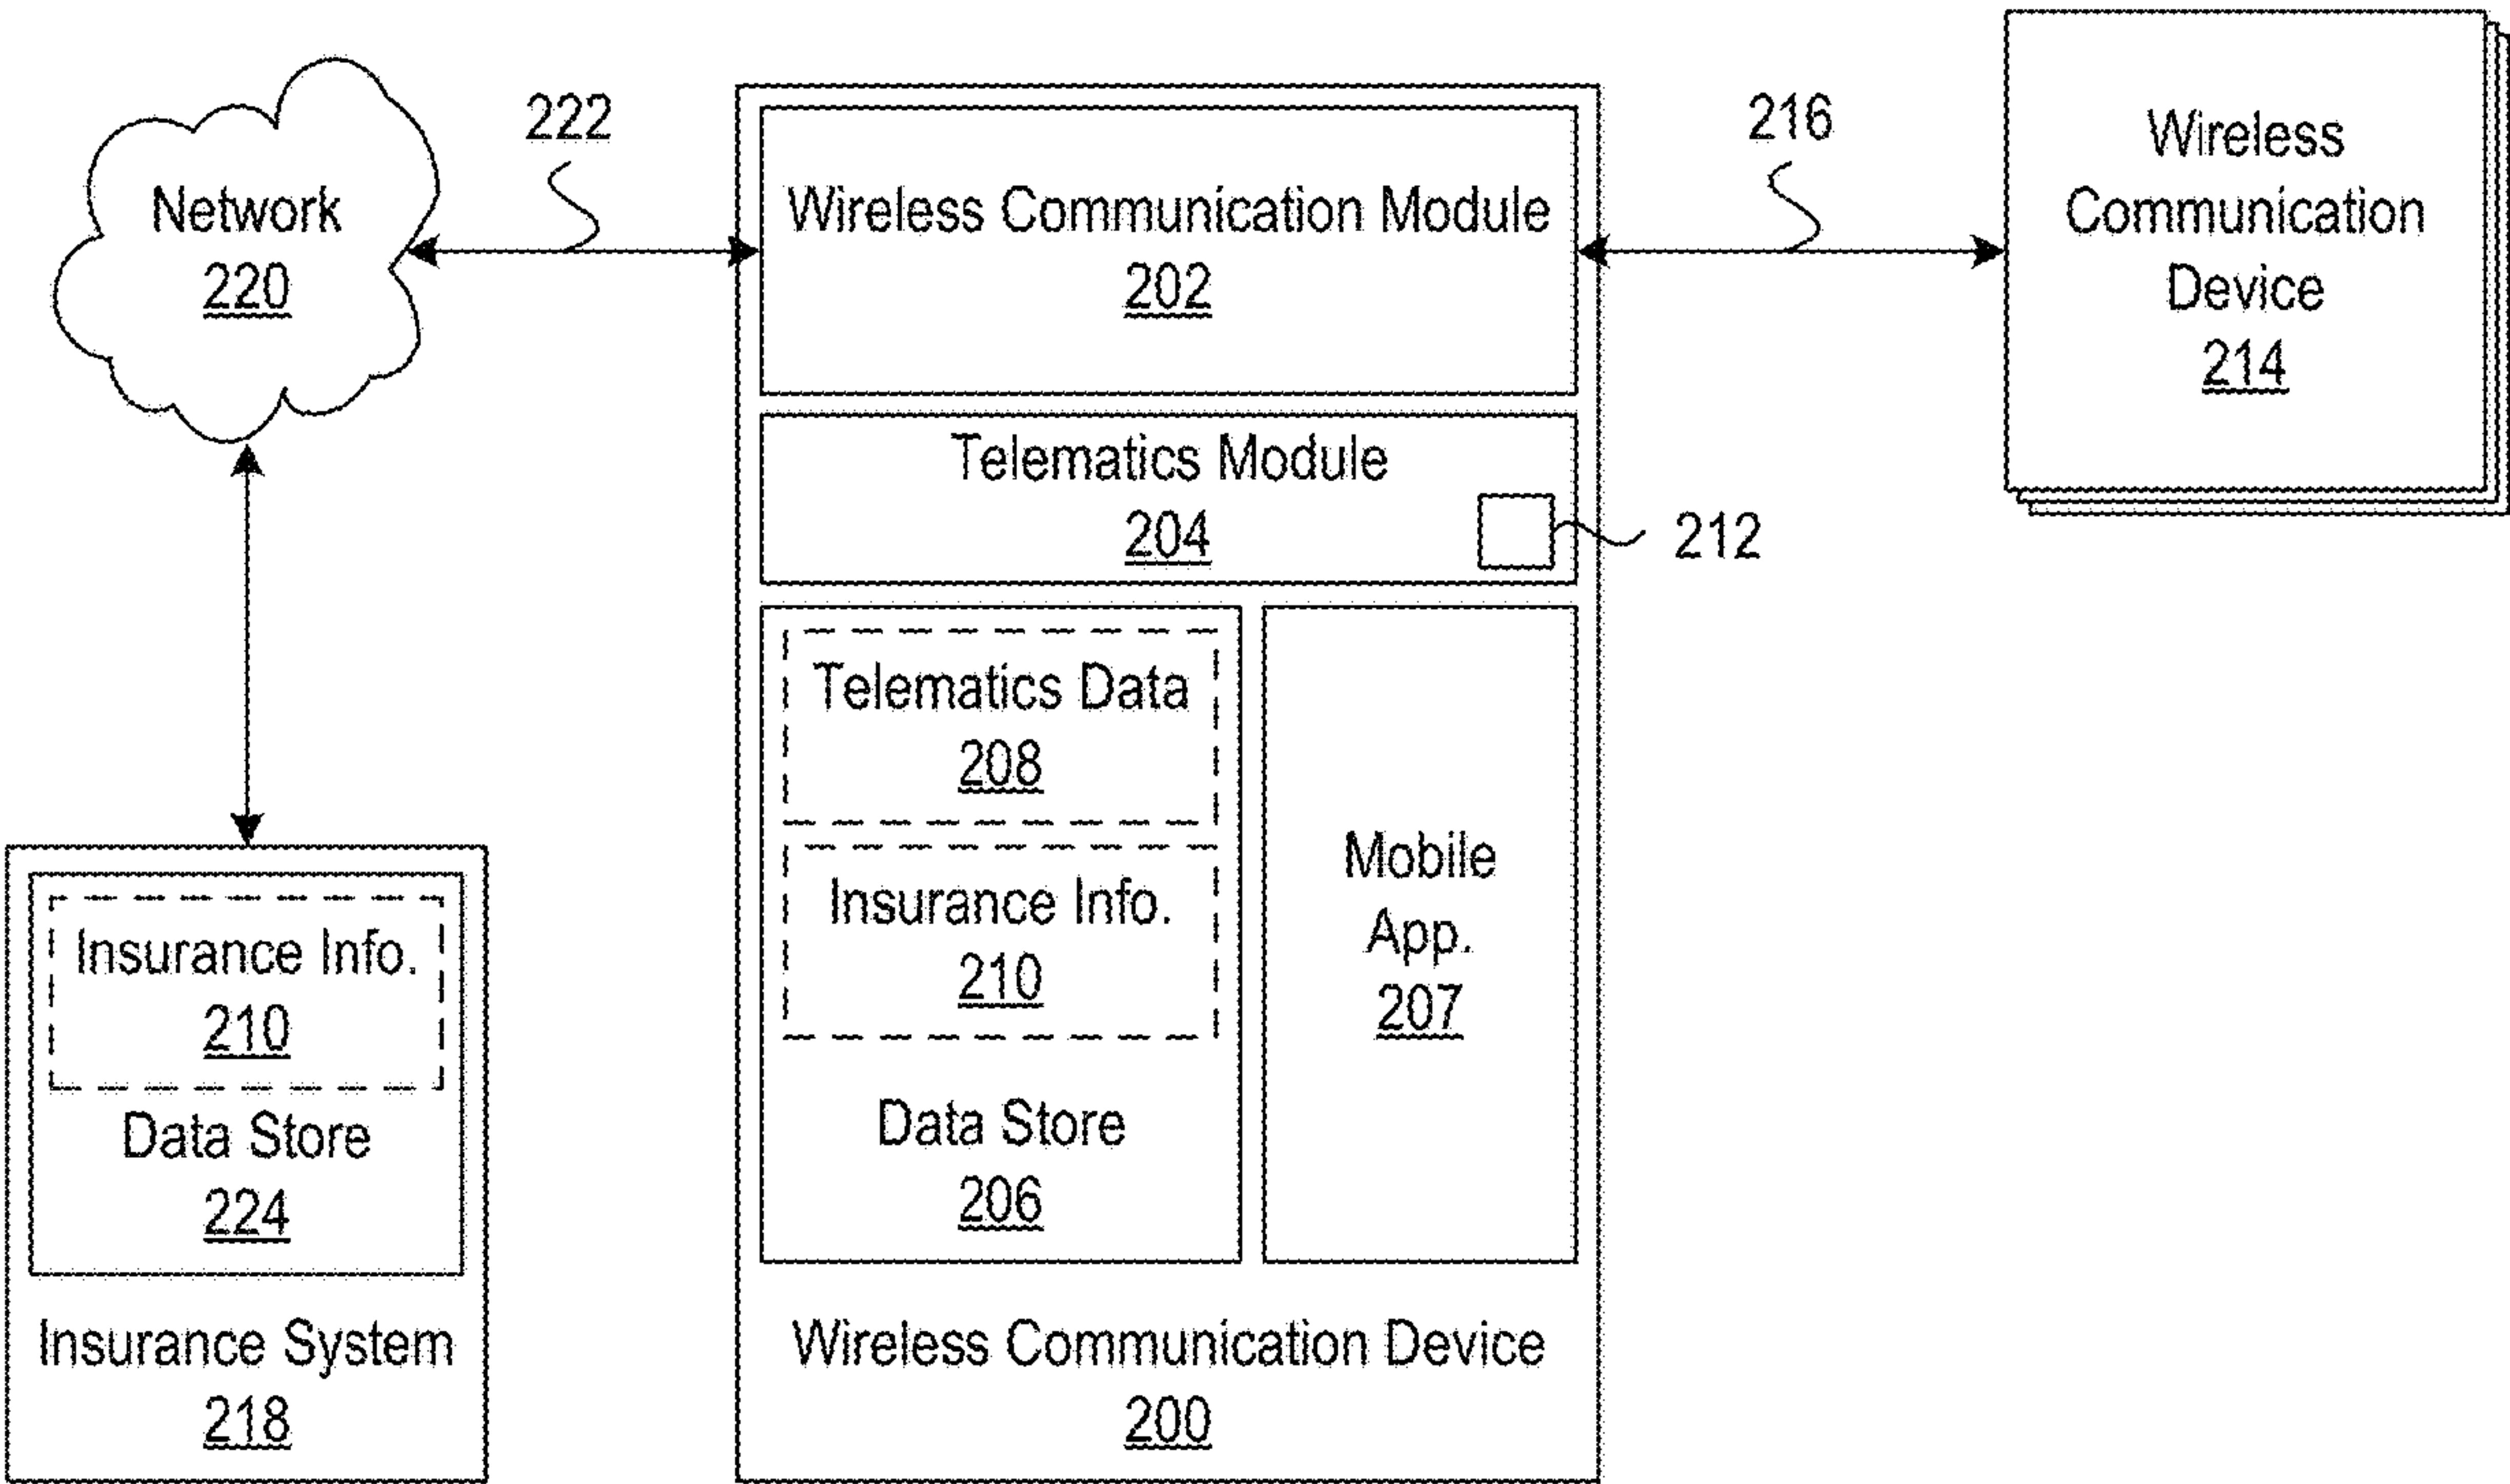 Network
220
222
Wireless Communication Module
202
216
Wireless
Communication
Device
214
Telematics Module
204
212
Telematics Data
208
Insurance Info.
210
Data Store
206
Mobile
App.
207
Wireless Communication Device
200
Insurance Info.
210
Data Store
224
Insurance System
218